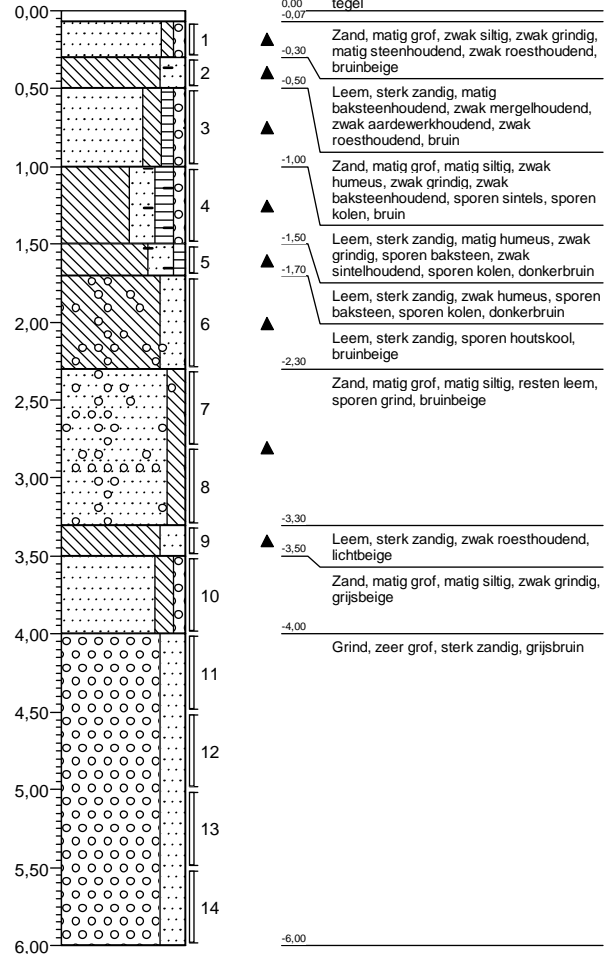 0,00
0,50
1,00
1,50
2,00
2,50
3,00
3,50
4,00
4,50
5,00
5,50
6,00
1
2
3
4
5
6
7
8
9
10
11
12
13
14
0,00
tegel
-0,07
Zand, matig grof, zwak siltig, zwak grindig,
matig steenhoudend, zwak roesthoudend,
bruinbeige
-0,30
Leem, sterk zandig, matig
baksteenhoudend, zwak mergelhoudend,
zwak aardewerkhoudend, zwak
roesthoudend, bruin
-0,50
Zand, matig grof, matig siltig, zwak
humeus, zwak grindig, zwak
baksteenhoudend, sporen sintels, sporen
kolen, bruin
-1,00
Leem, sterk zandig, matig humeus, zwak
grindig, sporen baksteen, zwak
sintelhoudend, sporen kolen, donkerbruin
-1,50
Leem, sterk zandig, zwak humeus, sporen
baksteen, sporen kolen, donkerbruin
-1,70
Leem, sterk zandig, sporen houtskool,
bruinbeige
-2,30
Zand, matig grof, matig siltig, resten leem,
sporen grind, bruinbeige
-3,30
Leem, sterk zandig, zwak roesthoudend,
lichtbeige
-3,50
Zand, matig grof, matig siltig, zwak grindig,
grijsbeige
-4,00
Grind, zeer grof, sterk zandig, grijsbruin
-6,00